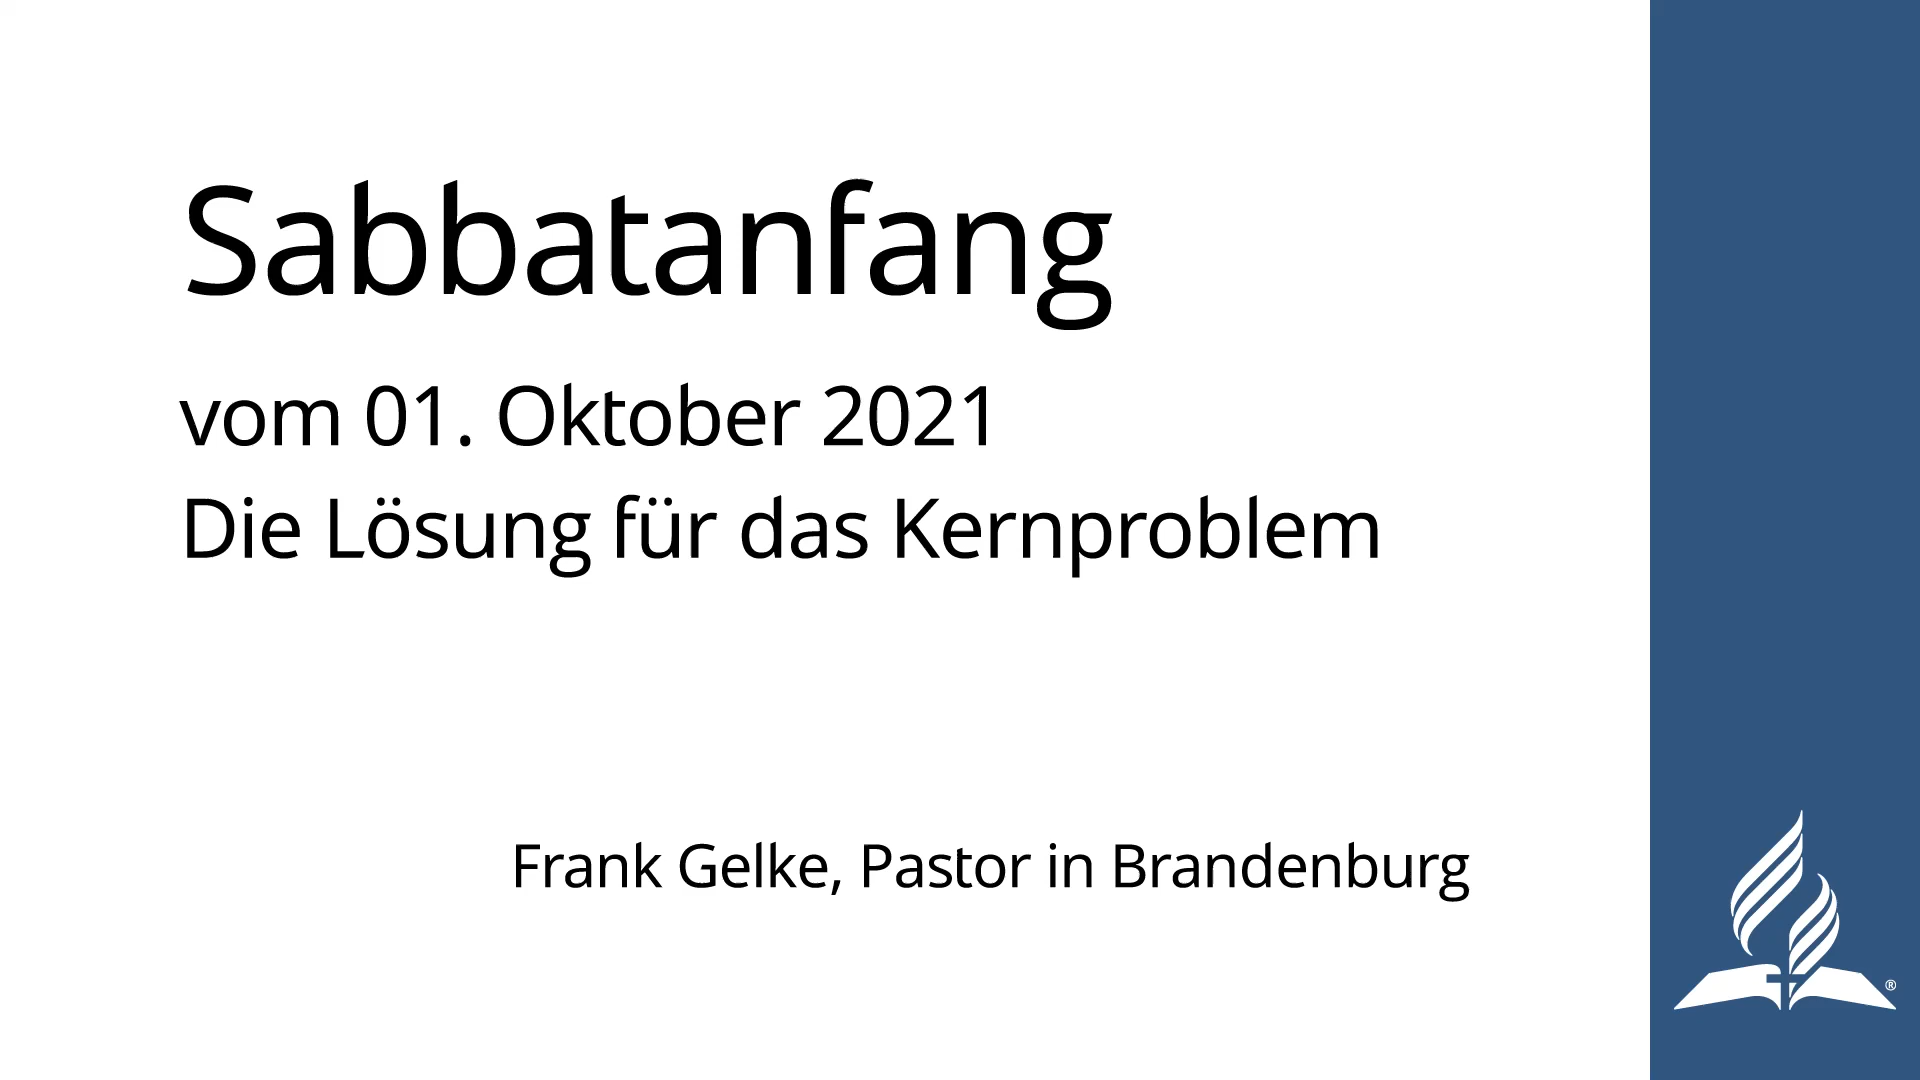 Sabbatanfang
vom 01. Oktober 2021
Die Lösung für das Kernproblem
Frank Gelke, Pastor in Brandenburg
®